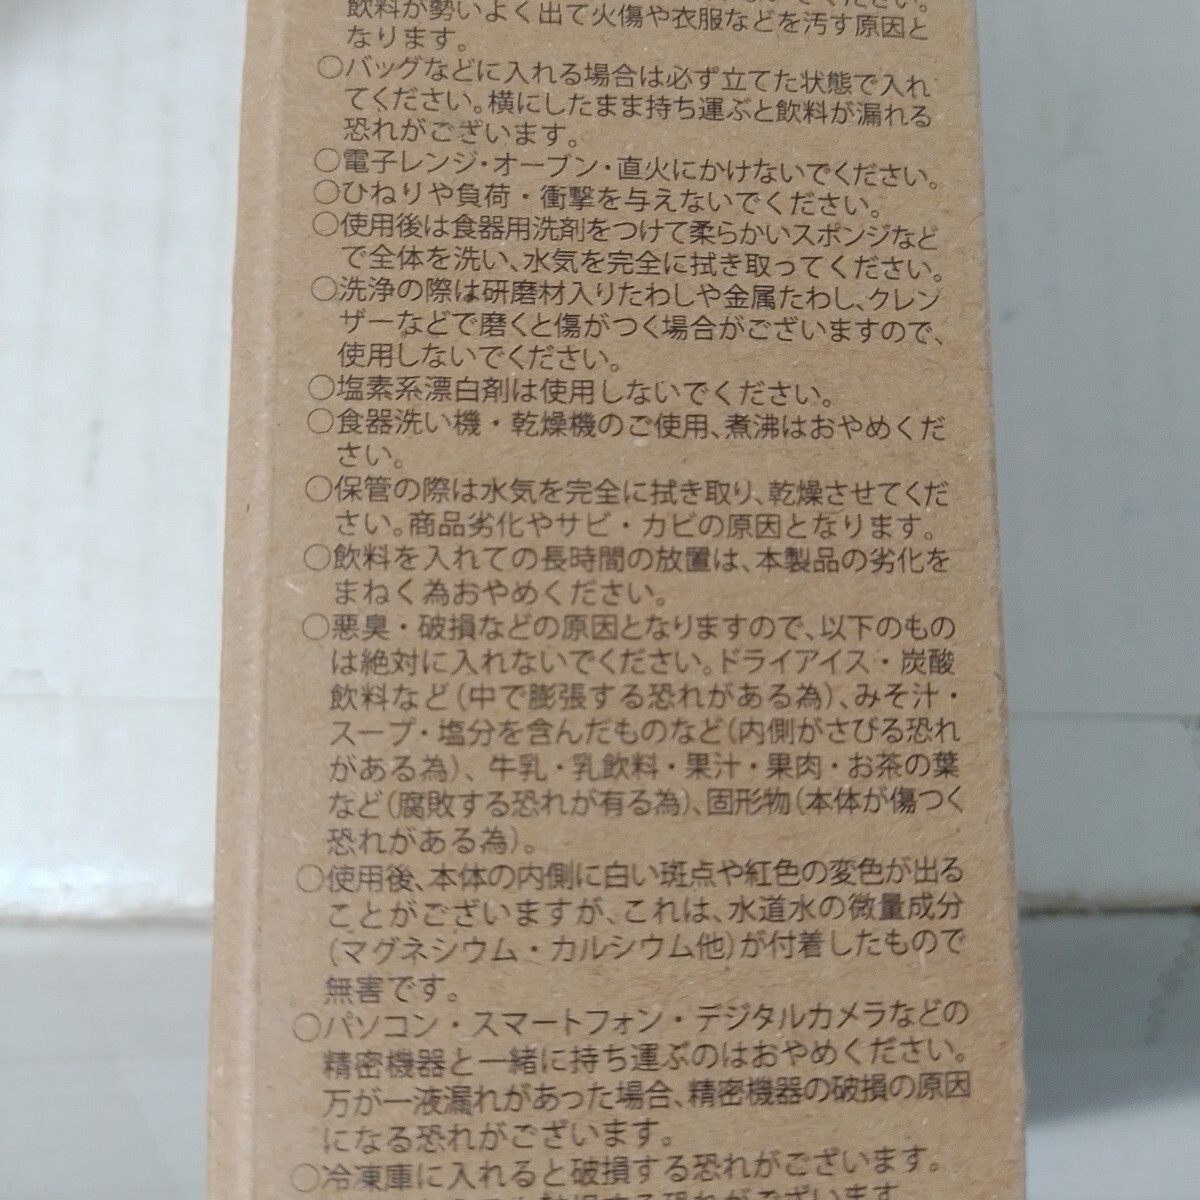 飲料が勢いよく出て火傷や衣服などを汚す原因と
なります。
○バッグなどに入れる場合は必ず立てた状態で入れ
てください。横にしたまま持ち運ぶと飲料が漏れる
恐れがございます。
○電子レンジ・オーブン・直火にかけないでください。
○ひねりや負荷・衝撃を与えないでください。
○使用後は食器用洗剤をつけて柔らかいスポンジなど
で全体を洗い、水気を完全に拭き取ってください。
○洗浄の際は研磨材入りたわしや金属たわし、クレン
ザーなどで磨くと傷がつく場合がございますので、
使用しないでください。
○塩素系漂白剤は使用しないでください。
○食器洗い機・乾燥機のご使用、煮沸はおやめくだ
さい。
○保管の際は水気を完全に拭き取り、乾燥させてくだ
さい。商品劣化やサビ・カビの原因となります。
○飲料を入れての長時間の放置は、本製品の劣化を
まねく為おやめください。
○悪臭・破損などの原因となりますので、以下のもの
は絶対に入れないでください。ドライアイス・炭酸
飲料など(中で膨張する恐れがある為)、みそ汁・
スープ・塩分を含んだものなど(内側がさびる恐れ
がある為)、牛乳・乳飲料・果汁・果肉・お茶の葉
など(腐敗する恐れが有る為)、固形物(本体が傷つく
恐れがある為)。
○使用後、本体の内側に白い斑点や紅色の変色が出る
ことがございますが、これは、水道水の微量成分
(マグネシウム・カルシウム他)が付着したもので
無害です。
○パソコン・スマートフォン・デジタルカメラなどの
精密機器と一緒に持ち運ぶのはおやめください。
万が一液漏れがあった場合、精密機器の破損の原因
になる恐れがございます。
○冷凍庫に入れると破損する恐れがございます。